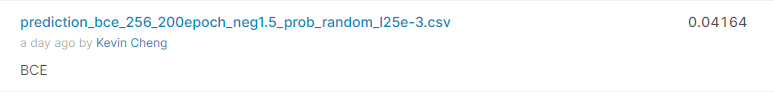 prediction_bce_256_200epoch_neg1.5_prob_random_l25e-3.csv 0.04164
a day ago by Kevin Cheng
BCE